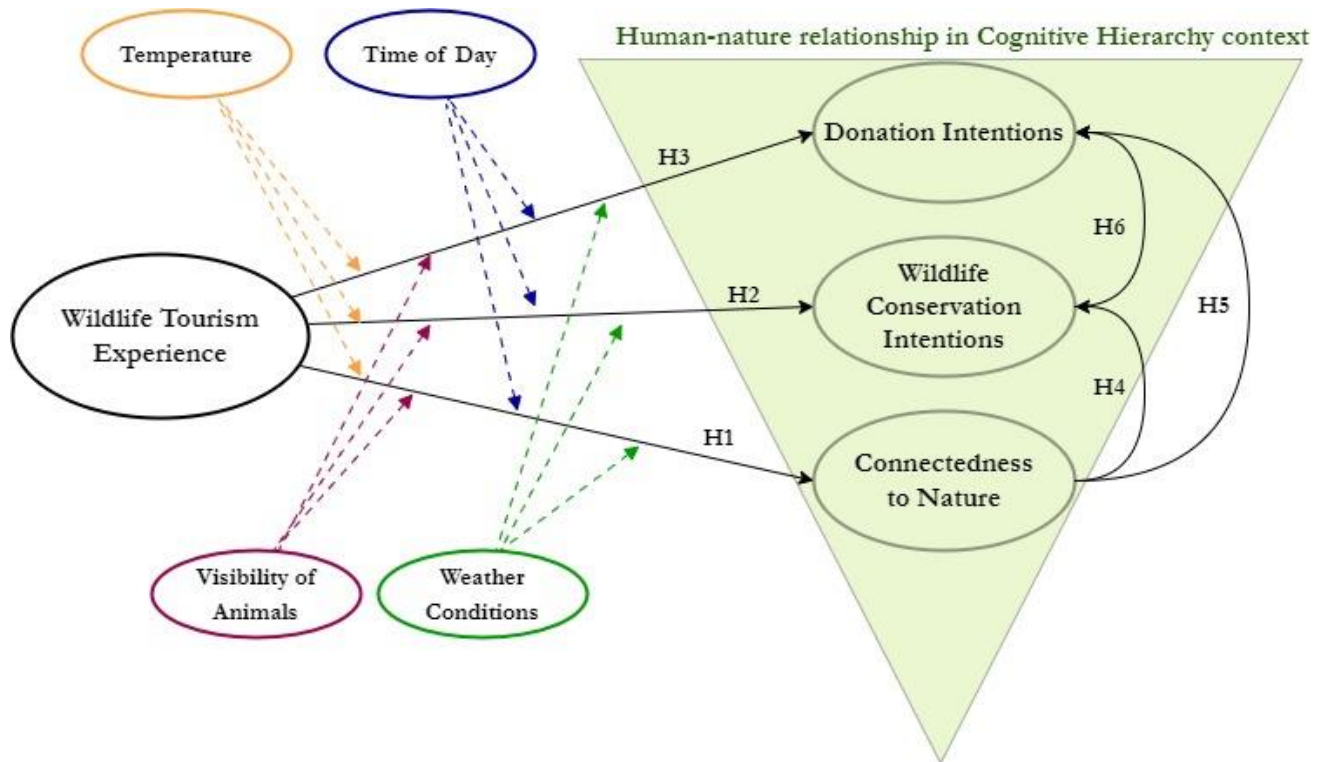 Temperature
Time of Day
Human-nature relationship in Cognitive Hierarchy context
Donation Intentions
H3
H6
Wildlife
Conservation
Intentions
H2
H5
Wildlife Tourism
Experience
H4
H1
Connectedness
to Nature
Visibility of
Animals
Weather
Conditions